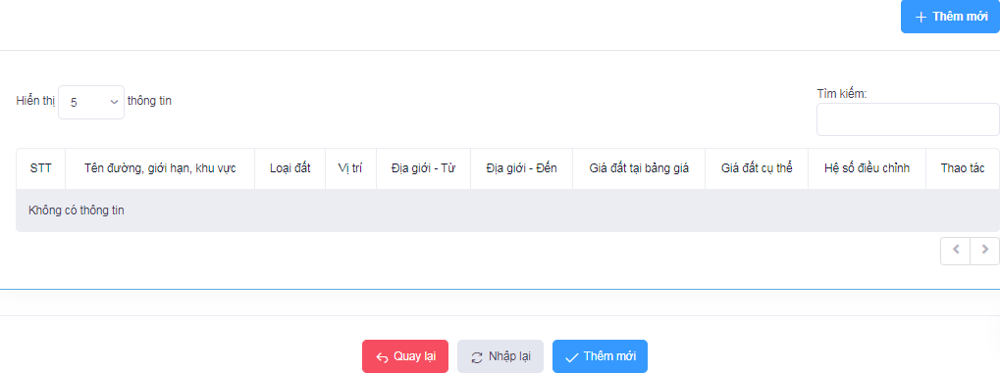 Thêm mới
Hiển thị 5 thông tin
Tìm kiếm:
STT Tên đường, giới hạn, khu vực Loại đất Vị trí Địa giới - Từ Địa giới - Đến Giá đất tại bảng giá Giá đất cụ thể Hệ số điều chỉnh Thao tác
Không có thông tin
Quay lại Nhập lại Thêm mới